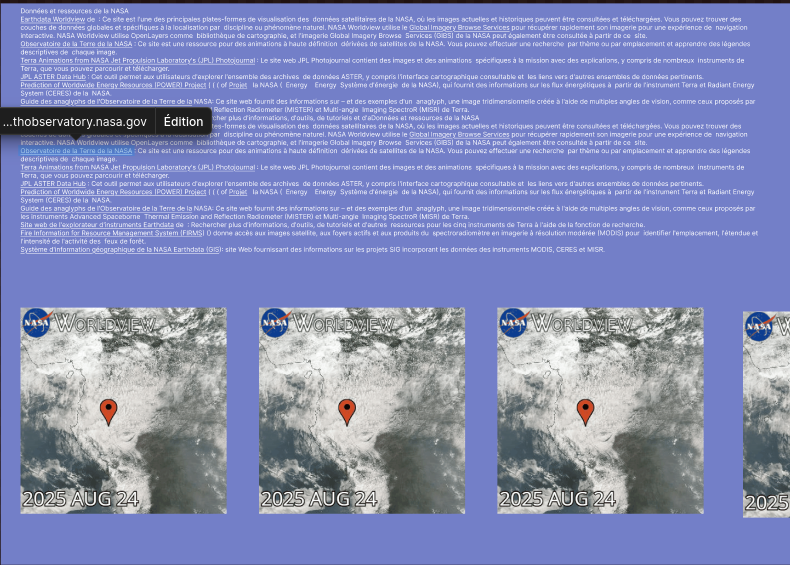 Données et ressources de la NASA
Earthdata Worldview de : Ce site est l'une des principales plates-formes de visualisation des données satellitaires de la NASA, où les images actuelles et historiques peuvent être consultées et téléchargées. Vous pouvez trouver des
couches de données globales et spécifiques à la localisation par discipline ou phénomène naturel. NASA Worldview utilise le Global Imagery Browse Services pour récupérer rapidement son imagerie pour une expérience de navigation
interactive. NASA Worldview utilise OpenLayers comme bibliothèque de cartographie, et l'imagerie Global Imagery Browse Services (GIBS) de la NASA peut également être consultée à partir de ce site.
Observatoire de la Terre de la NASA : Ce site est une ressource pour des animations à haute définition dérivées de satellites de la NASA. Vous pouvez effectuer une recherche par thème ou par emplacement et apprendre des légendes
descriptives de chaque image.
Terra Animations from NASA Jet Propulsion Laboratory's (JPL) Photojournal : Le site web JPL Photojournal contient des images et des animations spécifiques à la mission avec des explications, y compris de nombreux instruments de
Terra, que vous pouvez parcourir et télécharger.
JPL ASTER Data Hub : Cet outil permet aux utilisateurs d'explorer l'ensemble des archives de données ASTER, y compris l'interface cartographique consultable et les liens vers d'autres ensembles de données pertinents.
Prediction of Worldwide Energy Resources (POWER) Project ( ( ( of Projet la NASA ( Energy Energy Système d'énergie de la NASA), qui fournit des informations sur les flux énergétiques à partir de l'instrument Terra et Radiant Energy
System (CERES) de la NASA.
Guide des anaglyphs de l'Observatoire de la Terre de la NASA: Ce site web fournit des informations sur – et des exemples d'un anaglyph, une image tridimensionnelle créée à l'aide de multiples angles de vision, comme ceux proposés par
Reflection Radiometer (MISTER) et Multi-angle Imaging SpectroR (MISR) de Terra.
cher plus d'informations, d'outils, de tutoriels et d'aDonnées et ressources de la NASA
...thobservatory.nasa.gov Édition
tes-formes de visualisation des données satellitaires de la NASA, où les images actuelles et historiques peuvent être consultées et téléchargées. Vous pouvez trouver des
par discipline ou phénomène naturel. NASA Worldview utilise le Global Imagery Browse Services pour récupérer rapidement son imagerie pour une expérience de navigation
interactive. NASA Worldview utilise OpenLayers comme bibliothèque de cartographie, et l'imagerie Global Imagery Browse Services (GIBS) de la NASA peut également être consultée à partir de ce site.
Observatoire de la Terre de la NASA : Ce site est une ressource pour des animations à haute définition dérivées de satellites de la NASA. Vous pouvez effectuer une recherche par thème ou par emplacement et apprendre des légendes
descriptives de chaque image.
Terra Animations from NASA Jet Propulsion Laboratory's (JPL) Photojournal : Le site web JPL Photojournal contient des images et des animations spécifiques à la mission avec des explications, y compris de nombreux instruments de
Terra, que vous pouvez parcourir et télécharger.
JPL ASTER Data Hub : Cet outil permet aux utilisateurs d'explorer l'ensemble des archives de données ASTER, y compris l'interface cartographique consultable et les liens vers d'autres ensembles de données pertinents.
Prediction of Worldwide Energy Resources (POWER) Project ( ( ( of Projet la NASA ( Energy Energy Système d'énergie de la NASA), qui fournit des informations sur les flux énergétiques à partir de l'instrument Terra et Radiant Energy
System (CERES) de la NASA.
Guide des anaglyphs de l'Observatoire de la Terre de la NASA: Ce site web fournit des informations sur – et des exemples d'un anaglyph, une image tridimensionnelle créée à l'aide de multiples angles de vision, comme ceux proposés par
les instruments Advanced Spaceborne Thermal Emission and Reflection Radiometer (MISTER) et Multi-angle Imaging SpectroR (MISR) de Terra.
Site web de l'explorateur d'instruments Earthdata de : Rechercher plus d'informations, d'outils, de tutoriels et d'autres ressources pour les cinq instruments de Terra à l'aide de la fonction de recherche.
Fire Information for Resource Management System (FIRMS) () donne accès aux images satellite, aux foyers actifs et aux produits du spectroradiomètre en imagerie à résolution modérée (MODIS) pour identifier l'emplacement, l'étendue et
l'intensité de l'activité des feux de forêt.
Système d'information géographique de la NASA Earthdata (GIS): site Web fournissant des informations sur les projets SIG incorporant les données des instruments MODIS, CERES et MISR.
NASA WORLDVIEW
NASA WORLDVIEW
NASA WORLDVIEW
NASA W
2025 AUG 24
2025 AUG 24
2025 AUG 24
2025